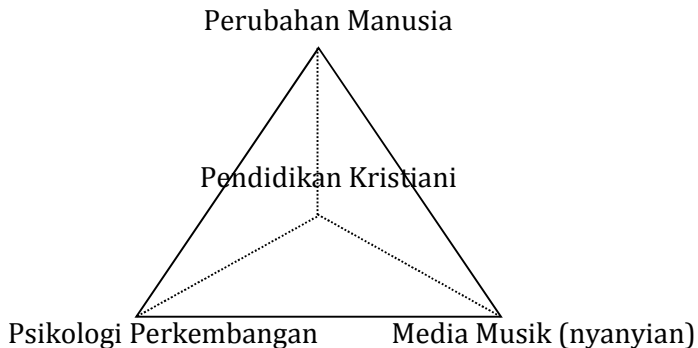 Perubahan Manusia
Pendidikan Kristiani
Psikologi Perkembangan
Media Musik (nyanyian)